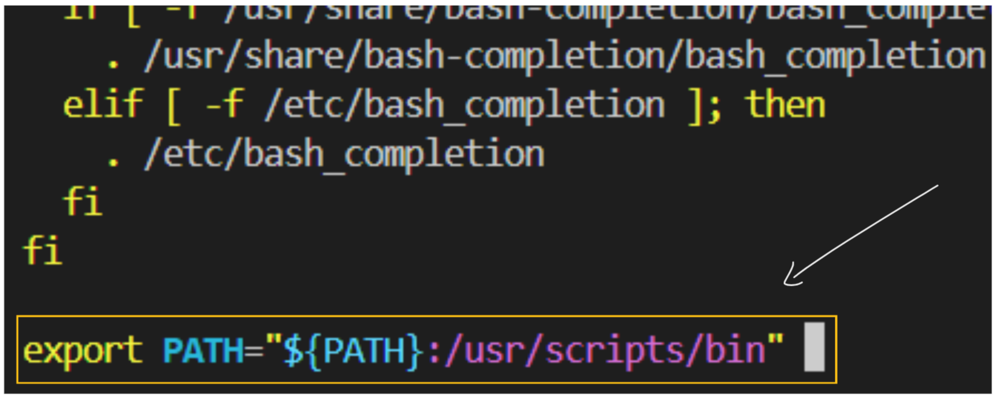 if [ -f /usr/share/bash-completion/bash_comple
. /usr/share/bash-completion/bash_completion
elif [ -f /etc/bash_completion ]; then
. /etc/bash_completion
fi
fi
export PATH="${PATH}:/usr/scripts/bin"